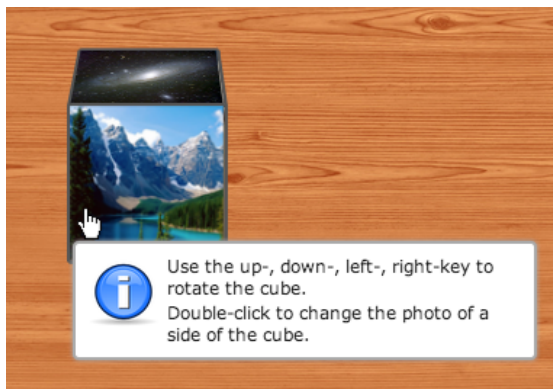 Use the up-, down-, left-, right-key to
rotate the cube.
Double-click to change the photo of a
side of the cube.